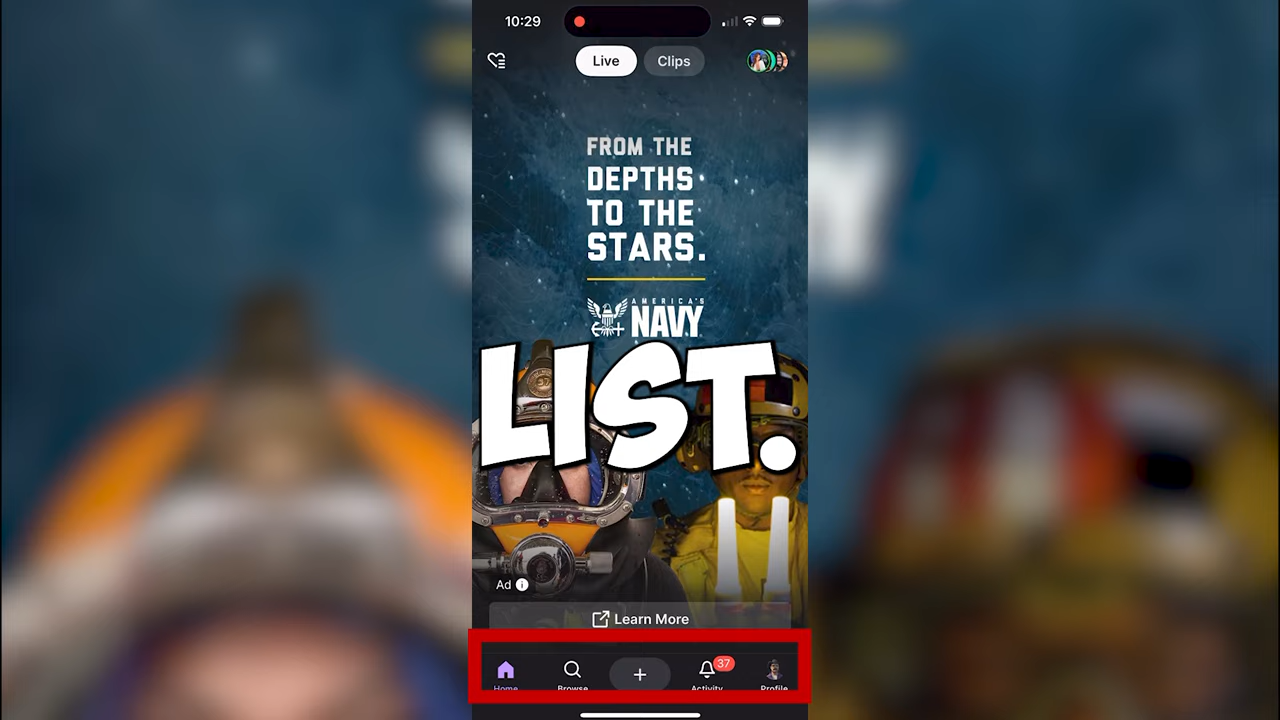 10:29
Live
Clips
FROM THE
DEPTHS
TO THE
STARS.
AMERICA'S
NAVY
LIST.
Ad
Learn More
37
Home
Browse
Activity
Profile